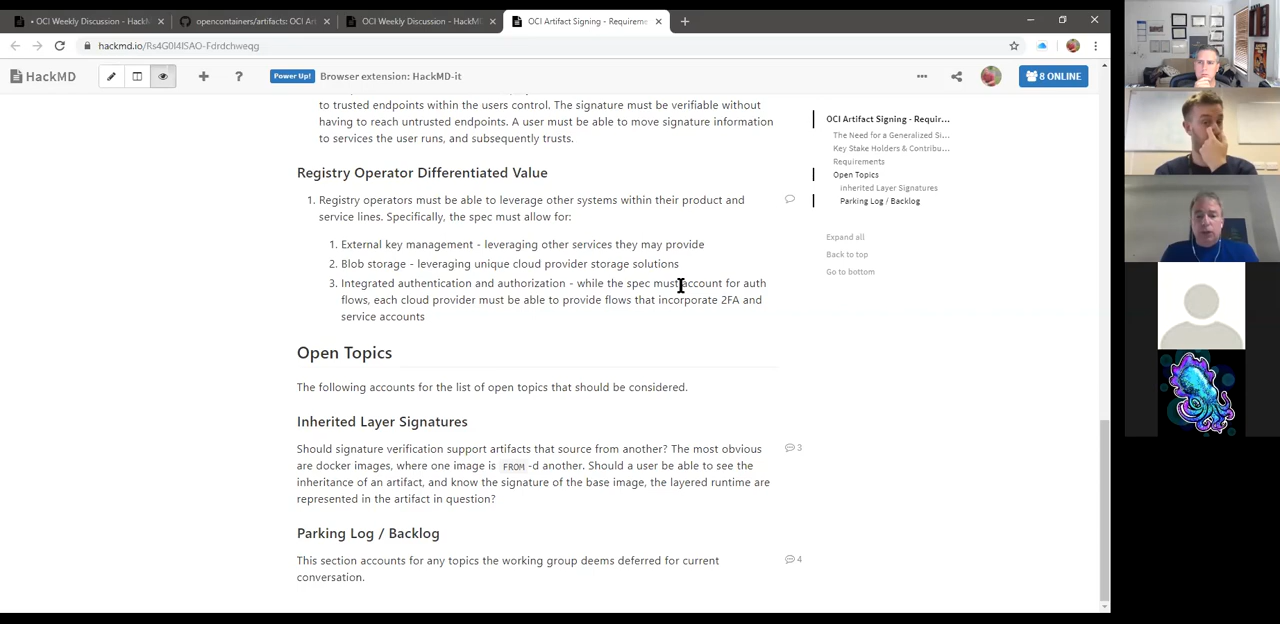 • OCI Weekly Discussion - HackM
opencontainers/artifacts: OCI Art
OCI Weekly Discussion - HackMD
OCI Artifact Signing - Requireme
hackmd.io/Rs4G0I4ISAO-Fdrdchweqg
HackMD
Power Up!
Browser extension: HackMD-it
8 ONLINE
to trusted endpoints within the users control. The signature must be verifiable without
having to reach untrusted endpoints. A user must be able to move signature information
to services the user runs, and subsequently trusts.
Registry Operator Differentiated Value
1. Registry operators must be able to leverage other systems within their product and
service lines. Specifically, the spec must allow for:
1. External key management - leveraging other services they may provide
2. Blob storage - leveraging unique cloud provider storage solutions
3. Integrated authentication and authorization - while the spec must account for auth
flows, each cloud provider must be able to provide flows that incorporate 2FA and
service accounts
Open Topics
The following accounts for the list of open topics that should be considered.
Inherited Layer Signatures
Should signature verification support artifacts that source from another? The most obvious
are docker images, where one image is FROM -d another. Should a user be able to see the
inheritance of an artifact, and know the signature of the base image, the layered runtime are
represented in the artifact in question?
3
Parking Log / Backlog
This section accounts for any topics the working group deems deferred for current
conversation.
4
OCI Artifact Signing - Requir...
The Need for a Generalized Si...
Key Stake Holders & Contribu...
Requirements
Open Topics
Inherited Layer Signatures
Parking Log / Backlog
Expand all
Back to top
Go to bottom